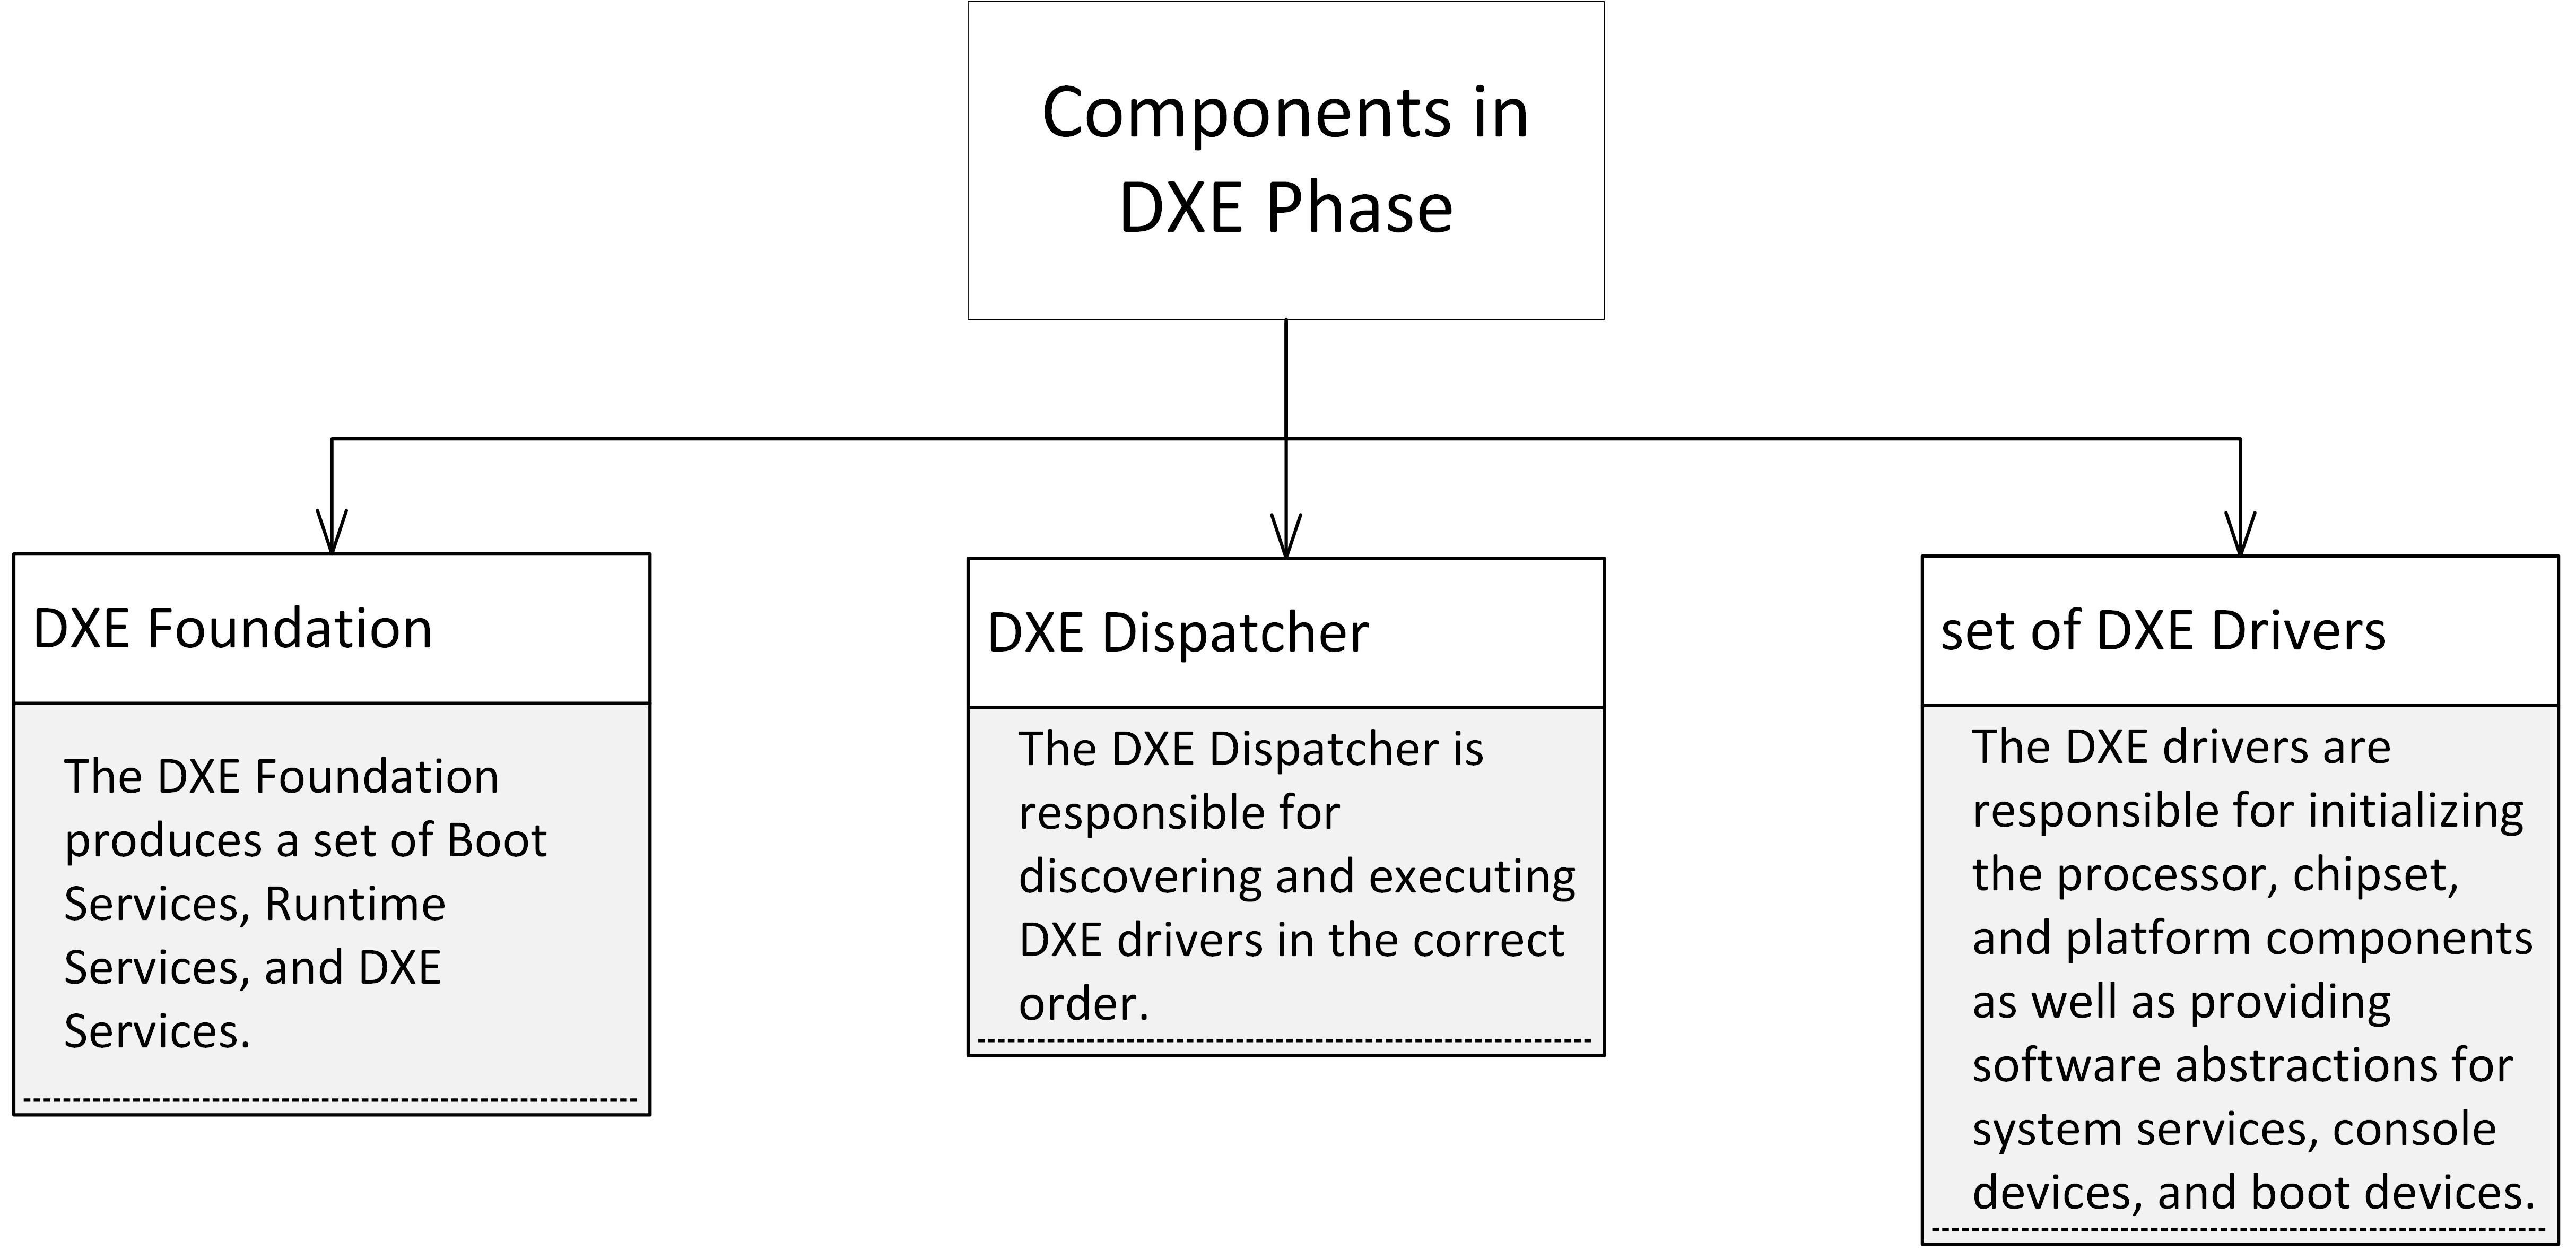 Components in
DXE Phase
DXE Foundation
The DXE Foundation
produces a set of Boot
Services, Runtime
Services, and DXE
Services.
DXE Dispatcher
The DXE Dispatcher is
responsible for
discovering and executing
DXE drivers in the correct
order.
set of DXE Drivers
The DXE drivers are
responsible for initializing
the processor, chipset,
and platform components
as well as providing
software abstractions for
system services, console
devices, and boot devices.